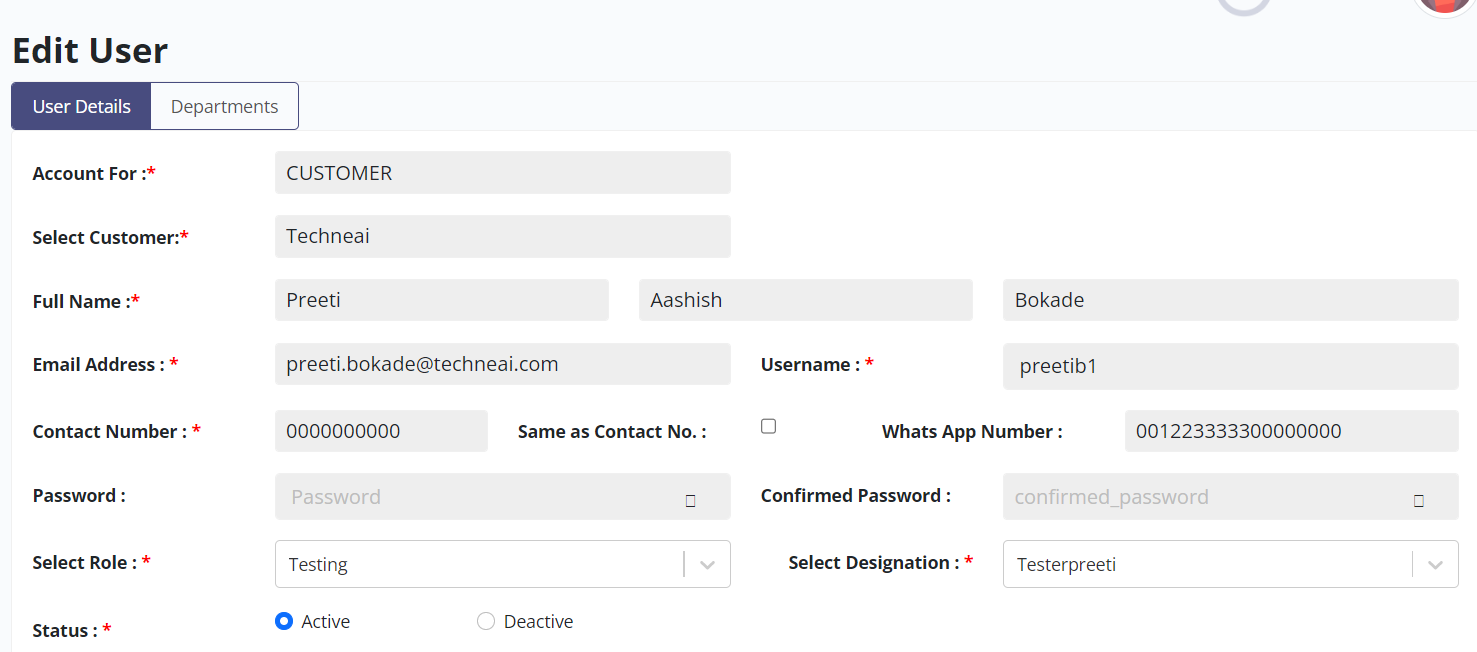 Edit User
User Details Departments
Account For :* CUSTOMER
Select Customer:* Techneai
Full Name :* Preeti Aashish Bokade
Email Address : * preeti.bokade@techneai.com Username : * preetib1
Contact Number : * 0000000000 Same as Contact No. : Whats App Number : 001223333300000000
Password : Password Confirmed Password : confirmed_password
Select Role : * Testing Select Designation : * Testerpreeti
Status : * Active Deactive